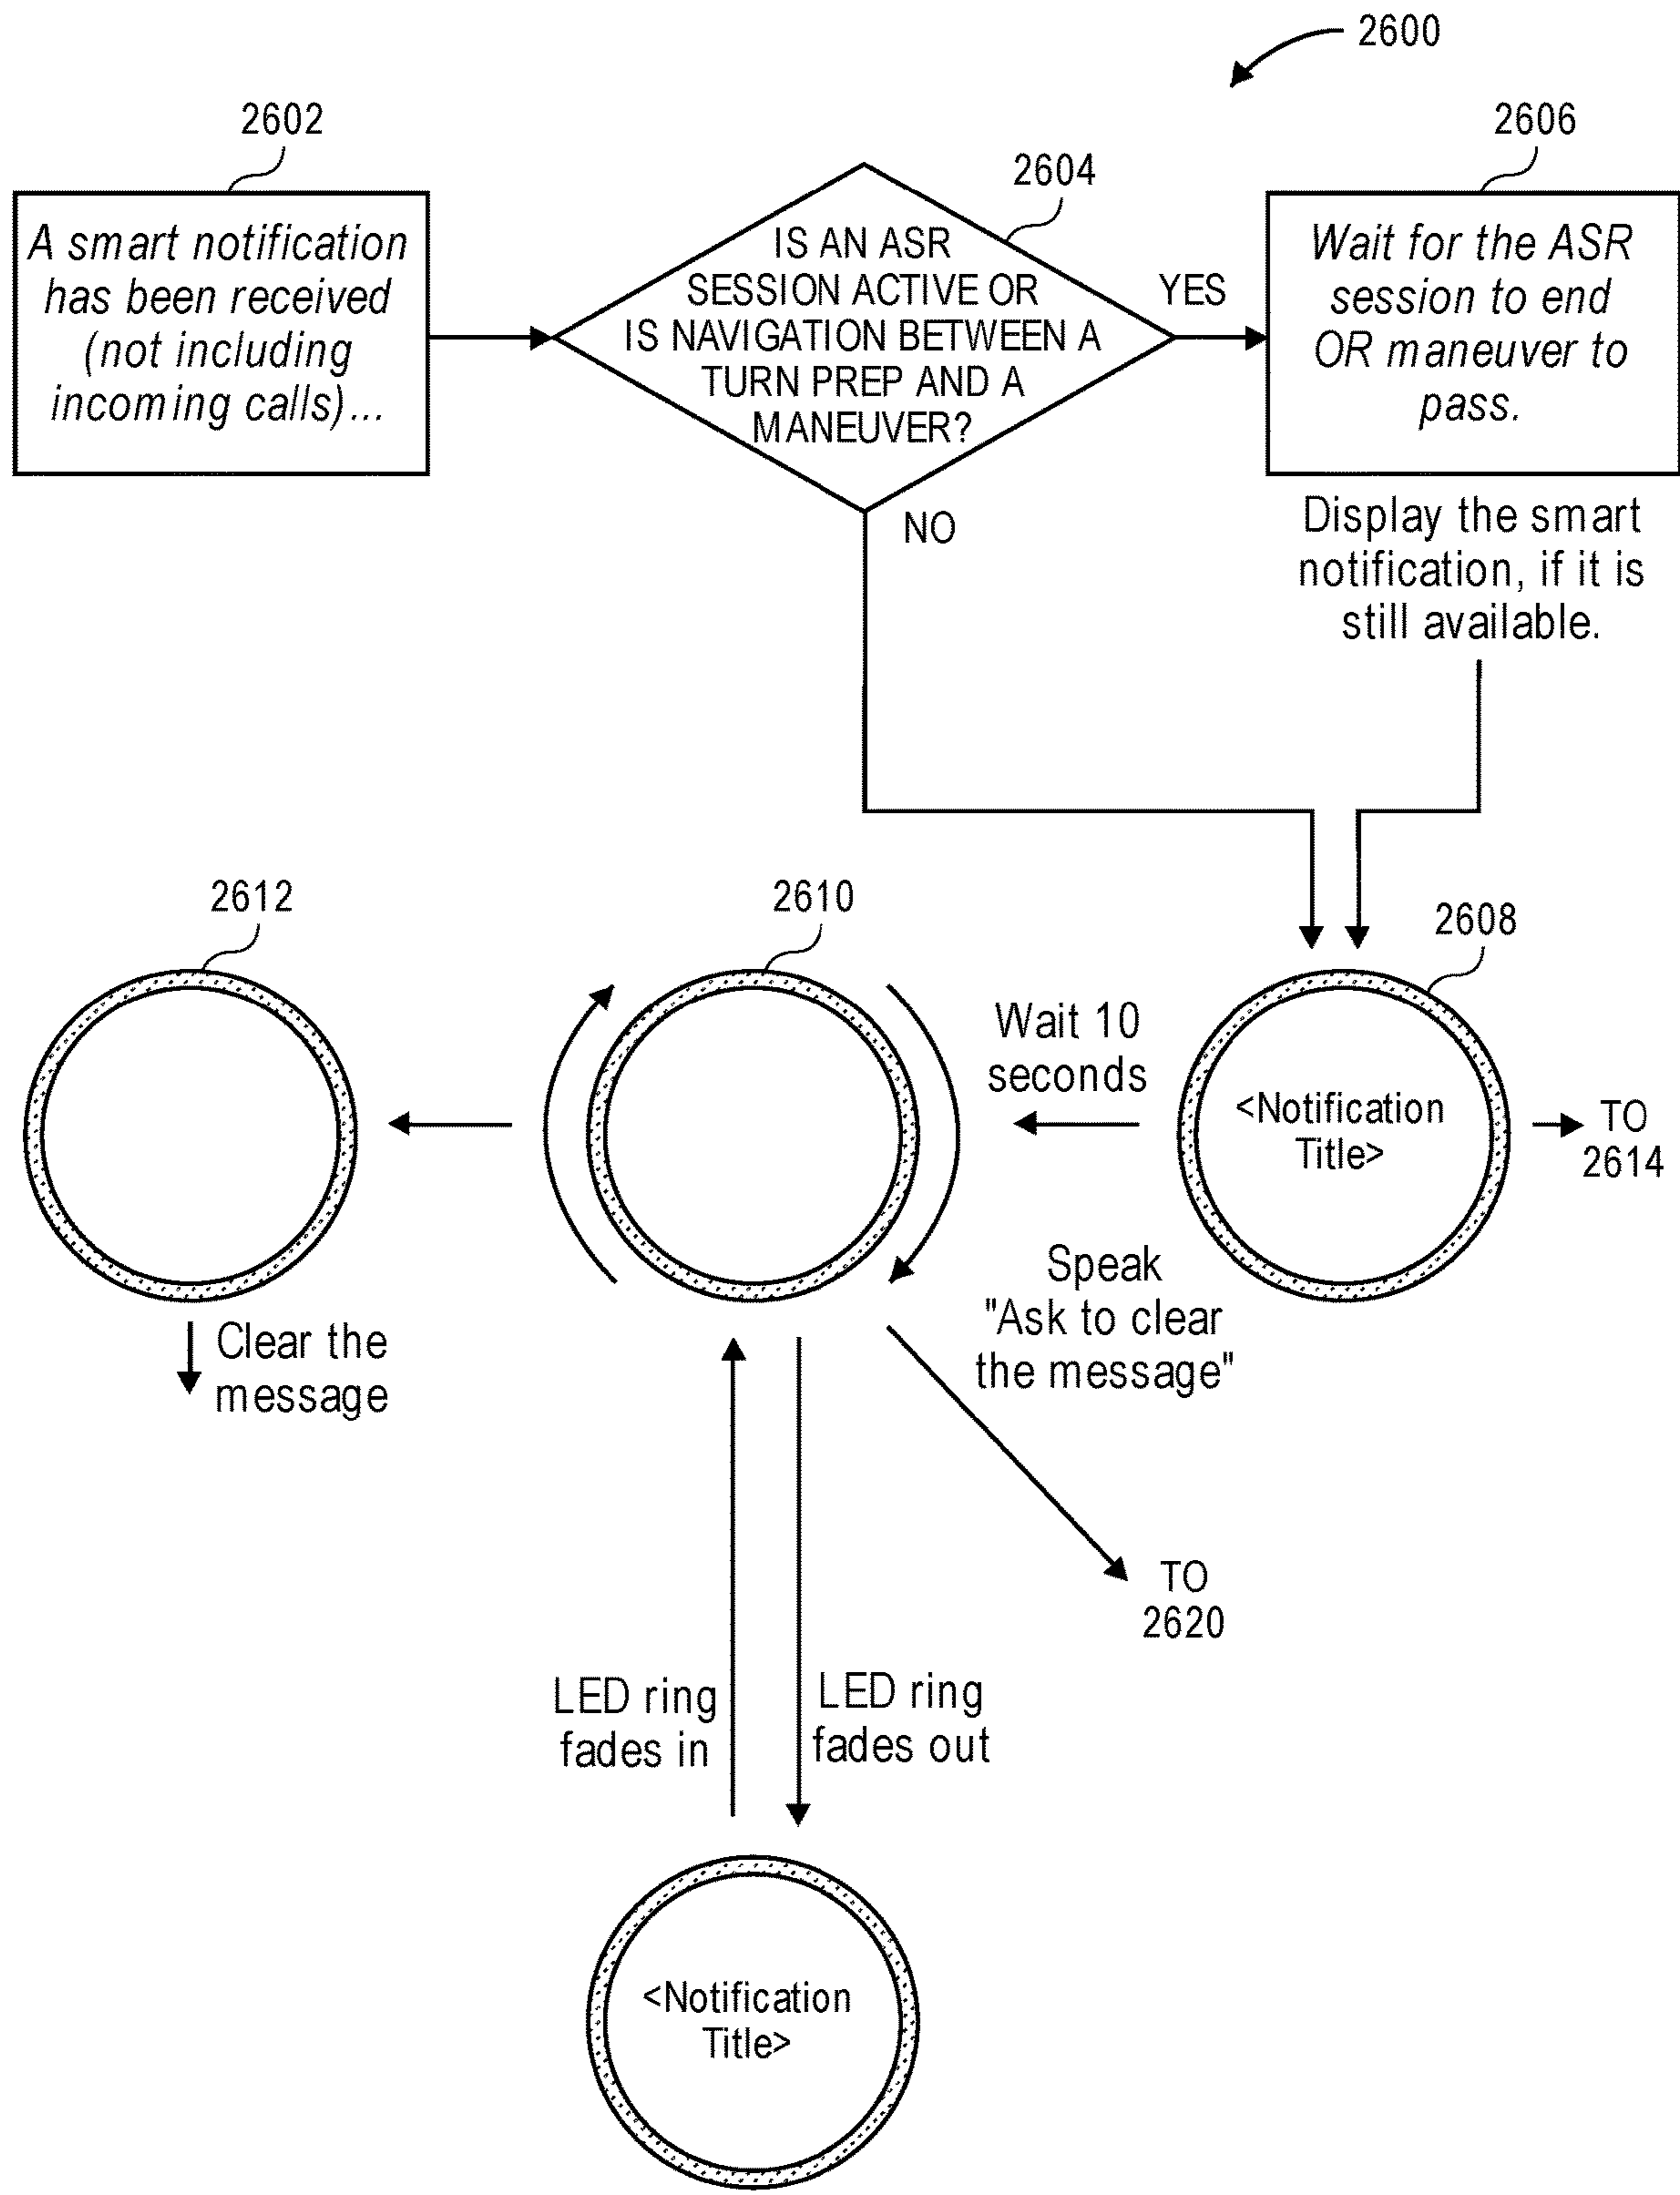 2600
2602
A smart notification
has been received
(not including
incoming calls)...
2604
IS AN ASR
SESSION ACTIVE OR
IS NAVIGATION BETWEEN A
TURN PREP AND A
MANEUVER?
YES
NO
2606
Wait for the ASR
session to end
OR maneuver to
pass.
Display the smart
notification, if it is
still available.
2612
2610
2608
Wait 10
seconds
<Notification
Title>
TO
2614
Clear the
message
Speak
"Ask to clear
the message"
TO
2620
LED ring
fades in
LED ring
fades out
<Notification
Title>